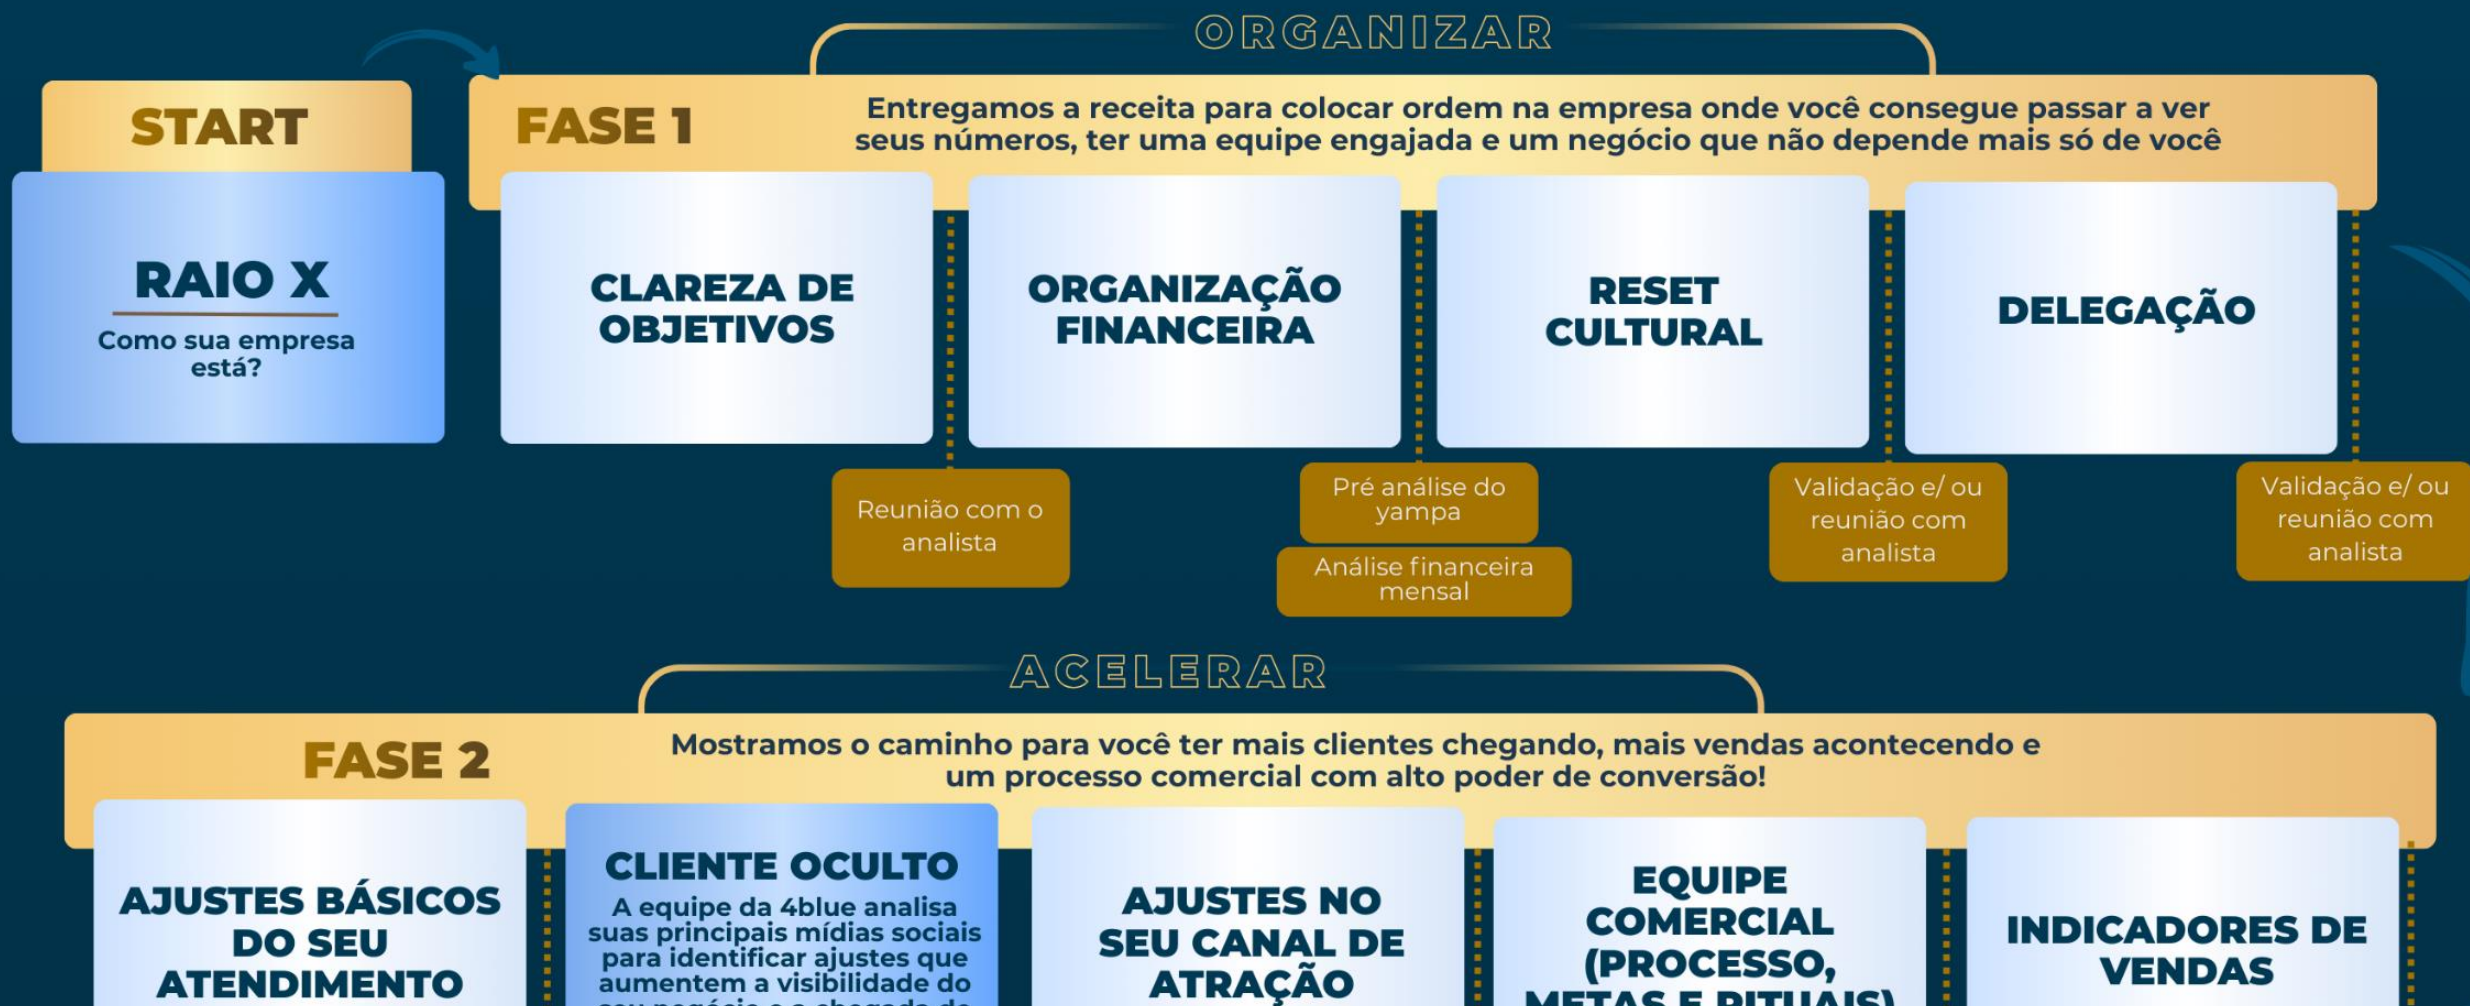 ORGANIZAR
START
FASE 1
Entregamos a receita para colocar ordem na empresa onde você consegue passar a ver
seus números, ter uma equipe engajada e um negócio que não depende mais só de você
RAIO X
Como sua empresa
está?
CLAREZA DE
OBJETIVOS
ORGANIZAÇÃO
FINANCEIRA
RESET
CULTURAL
DELEGAÇÃO
Reunião com o
analista
Pré análise do
yampa
Análise financeira
mensal
Validação e/ ou
reunião com
analista
Validação e/ ou
reunião com
analista
ACELERAR
FASE 2
Mostramos o caminho para você ter mais clientes chegando, mais vendas acontecendo e
um processo comercial com alto poder de conversão!
AJUSTES BÁSICOS
DO SEU
ATENDIMENTO
CLIENTE OCULTO
A equipe da 4blue analisa
suas principais mídias sociais
para identificar ajustes que
aumentem a visibilidade do
seu negócio e a chegada de
AJUSTES NO
SEU CANAL DE
ATRAÇÃO
EQUIPE
COMERCIAL
(PROCESSO,
METAS E RITUAIS)
INDICADORES DE
VENDAS